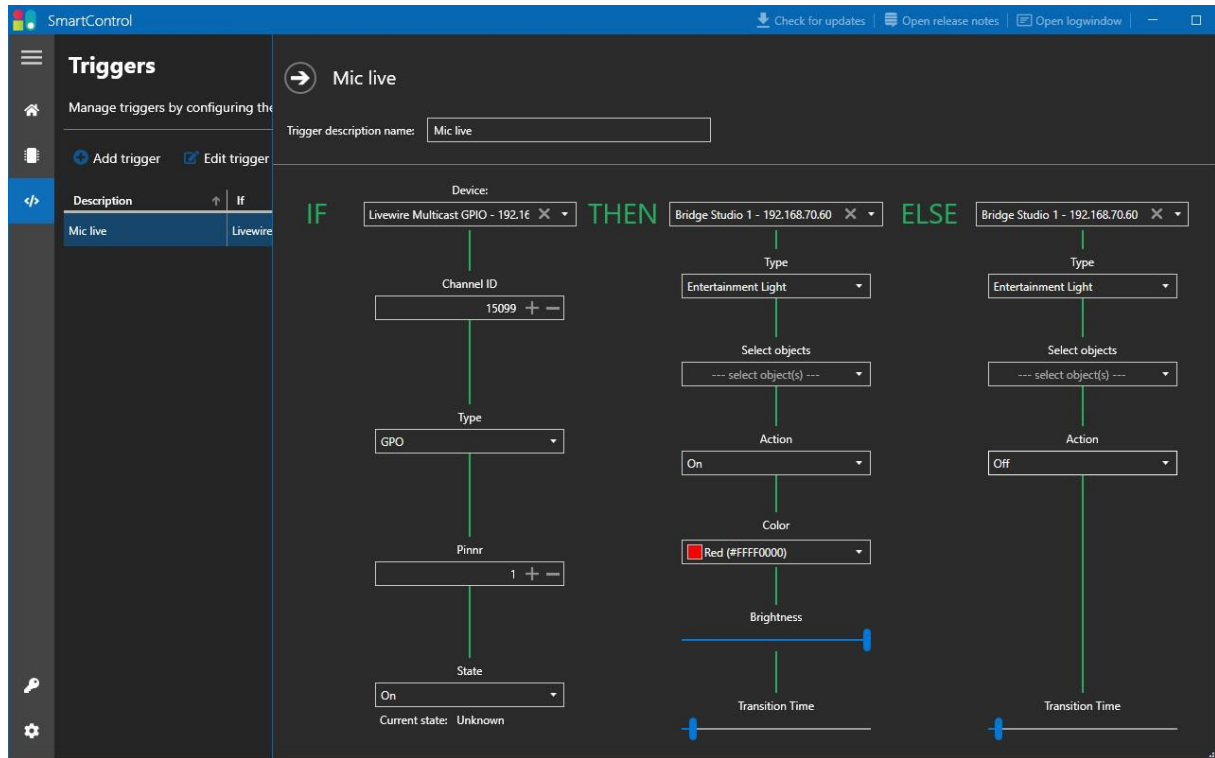 SmartControl
Check for updates
Open release notes
Open logwindow
Triggers
Manage triggers by configuring the
Add trigger
Edit trigger
Description
If
Mic live
Livewire
Mic live
Trigger description name:
Mic live
IF
Device:
Livewire Multicast GPIO - 192.16
Channel ID
15099
Type
GPO
Pinnr
1
State
On
Current state: Unknown
THEN
Bridge Studio 1 - 192.168.70.60
Type
Entertainment Light
Select objects
--- select object(s) ---
Action
On
Color
Red (#FFFF0000)
Brightness
Transition Time
ELSE
Bridge Studio 1 - 192.168.70.60
Type
Entertainment Light
Select objects
--- select object(s) ---
Action
Off
Transition Time